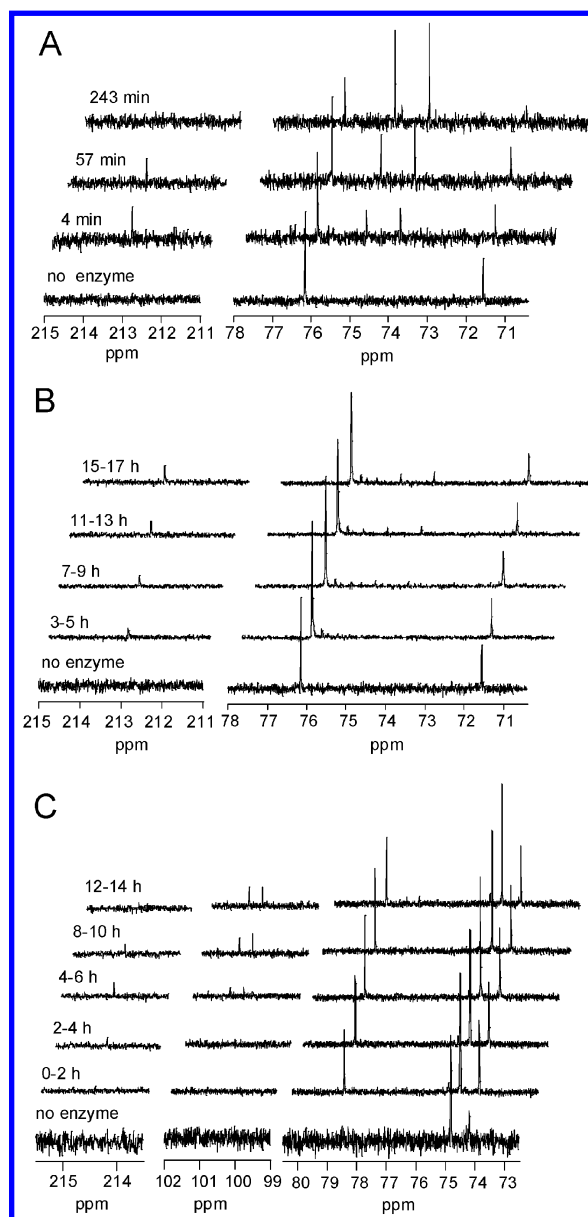 A
243 min
57 min
4 min
no enzyme
215 214 213 212 211 78 77 76 75 74 73 72 71
ppm ppm
B
15-17 h
11-13 h
7-9 h
3-5 h
no enzyme
215 214 213 212 211 78 77 76 75 74 73 72 71
ppm ppm
C
12-14 h
8-10 h
4-6 h
2-4 h
0-2 h
no enzyme
215 214 102 101 100 99 80 79 78 77 76 75 74 73
ppm ppm ppm